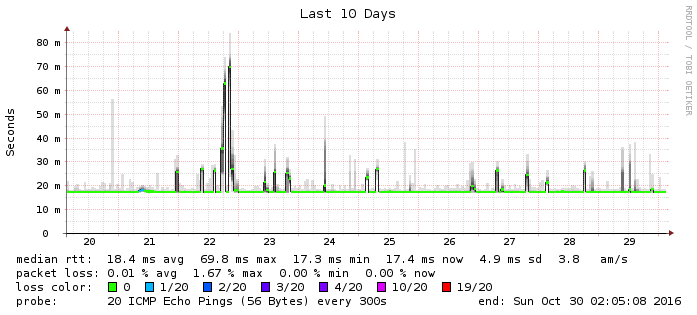 Last 10 Days
RRDTOOL / TOBI OETIKER
Seconds
80 m
70 m
60 m
50 m
40 m
30 m
20 m
10 m
0
20 21 22 23 24 25 26 27 28 29
median rtt: 18.4 ms avg 69.8 ms max 17.3 ms min 17.4 ms now 4.9 ms sd 3.8 am/s
packet loss: 0.01 % avg 1.67 % max 0.00 % min 0.00 % now
loss color: 0 1/20 2/20 3/20 4/20 10/20 19/20
probe: 20 ICMP Echo Pings (56 Bytes) every 300s end: Sun Oct 30 02:05:08 2016